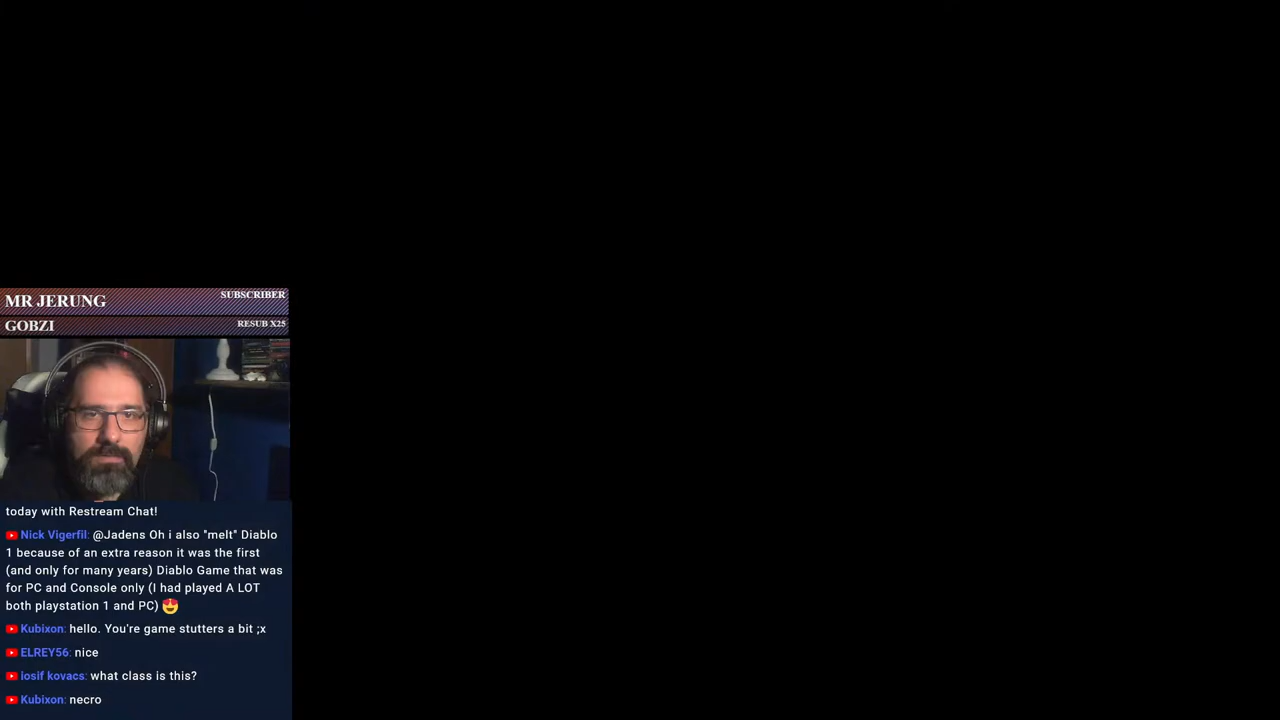 MR JERUNG SUBSCRIBER
GOBZI RESUB X25
today with Restream Chat!
Nick Vigerfil: @Jadens Oh i also "melt" Diablo
1 because of an extra reason it was the first
(and only for many years) Diablo Game that was
for PC and Console only (I had played A LOT
both playstation 1 and PC) 😍
Kubixon: hello. You're game stutters a bit ;x
ELREY56: nice
iosif kovacs: what class is this?
Kubixon: necro